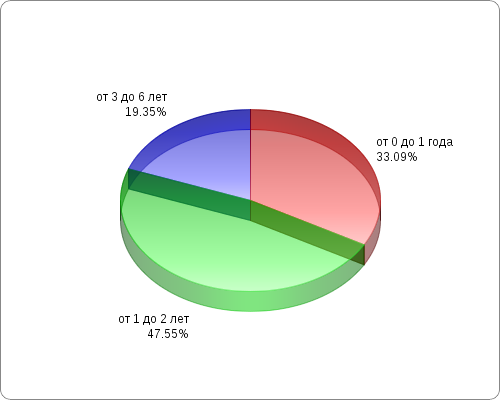 от 3 до 6 лет
19.35%
от 0 до 1 года
33.09%
от 1 до 2 лет
47.55%